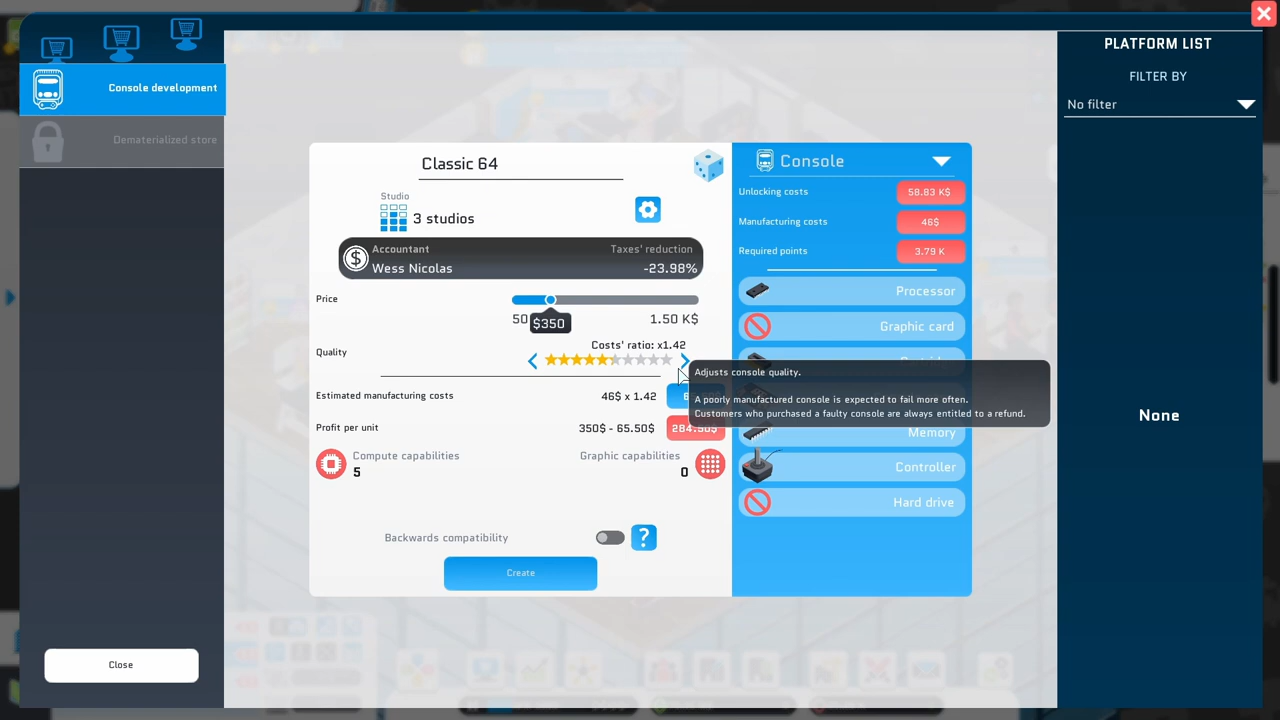 PLATFORM LIST
FILTER BY
No filter
None
Console development
Dematerialized store
Close
Classic 64
Studio
3 studios
Accountant
Taxes' reduction
Wess Nicolas
-23.98%
Price
50
$350
1.50 K$
Costs' ratio: x1.42
Quality
Estimated manufacturing costs
46$ x 1.42
Profit per unit
350$ - 65.50$
284.50$
Compute capabilities
5
Graphic capabilities
0
Backwards compatibility
?
Create
Console
Unlocking costs
58.83 K$
Manufacturing costs
46$
Required points
3.79 K
Processor
Graphic card
Adjusts console quality.
A poorly manufactured console is expected to fail more often.
Customers who purchased a faulty console are always entitled to a refund.
Memory
Controller
Hard drive